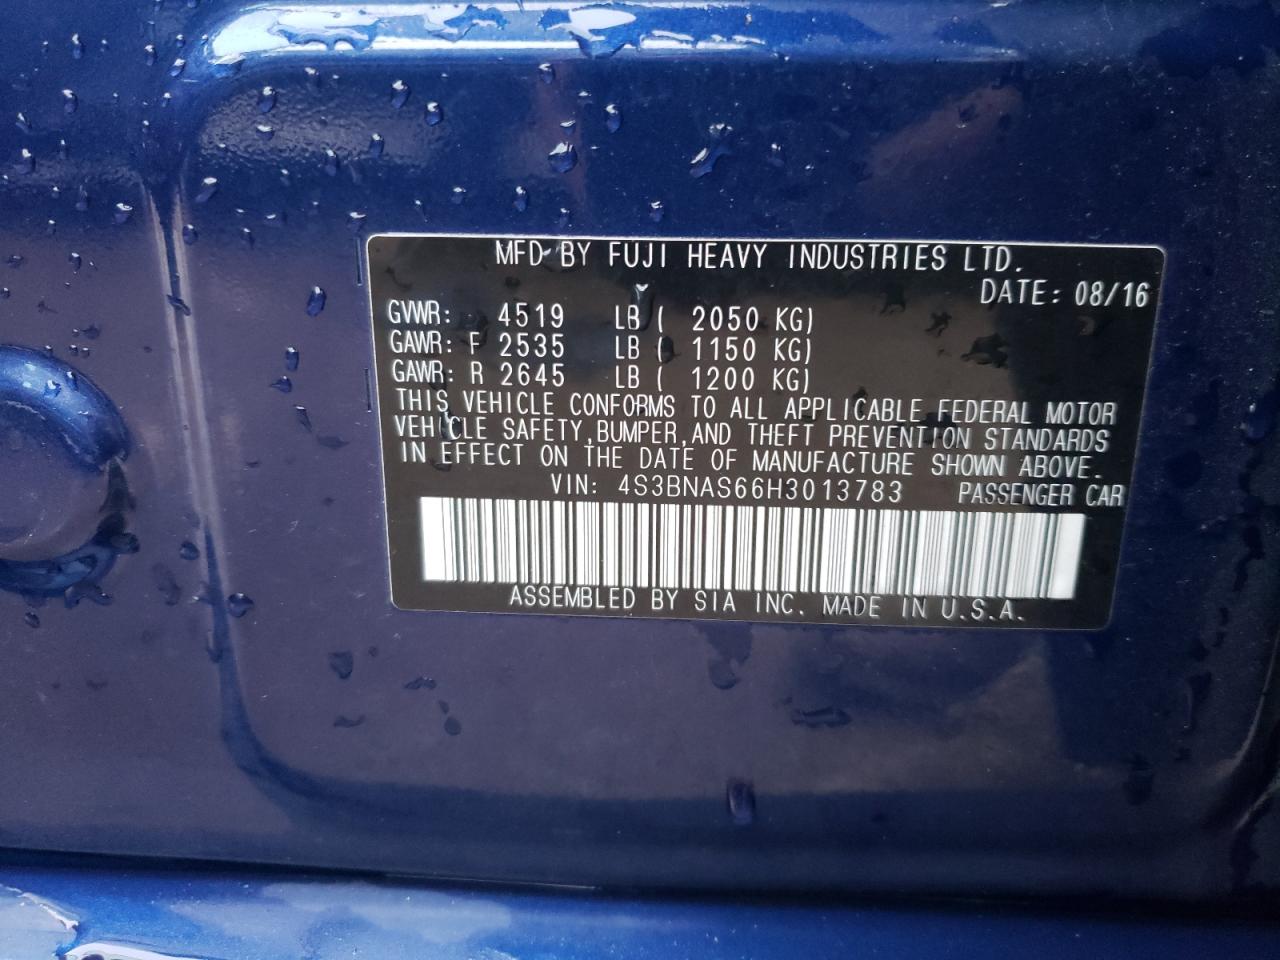 MFD BY FUJI HEAVY INDUSTRIES LTD.
DATE: 08/16
GVWR: 4519 LB ( 2050 KG)
GAWR: F 2535 LB ( 1150 KG)
GAWR: R 2645 LB ( 1200 KG)
THIS VEHICLE CONFORMS TO ALL APPLICABLE FEDERAL MOTOR
VEHICLE SAFETY,BUMPER,AND THEFT PREVENTION STANDARDS
IN EFFECT ON THE DATE OF MANUFACTURE SHOWN ABOVE.
VIN: 4S3BNAS66H3013783 PASSENGER CAR
ASSEMBLED BY SIA INC. MADE IN U.S.A.